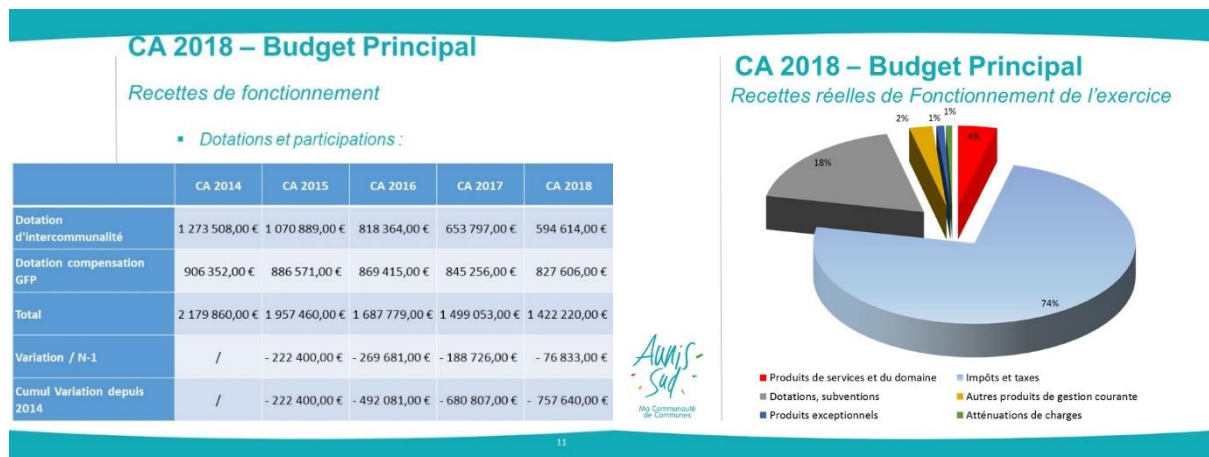 CA 2018 – Budget Principal
Recettes de fonctionnement
▪ Dotations et participations :
CA 2014 CA 2015 CA 2016 CA 2017 CA 2018
Dotation
d'intercommunalité 1 273 508,00 € 1 070 889,00 € 818 364,00 € 653 797,00 € 594 614,00 €
Dotation compensation
GFP 906 352,00 € 886 571,00 € 869 415,00 € 845 256,00 € 827 606,00 €
Total 2 179 860,00 € 1 957 460,00 € 1 687 779,00 € 1 499 053,00 € 1 422 220,00 €
Variation / N-1 / - 222 400,00 € - 269 681,00 € - 188 726,00 € - 76 833,00 €
Cumul Variation depuis
2014 / - 222 400,00 € - 492 081,00 € - 680 807,00 € - 757 640,00 €
11
CA 2018 – Budget Principal
Recettes réelles de Fonctionnement de l'exercice
2% 1% 1%
4%
18%
74%
Aunis
Sud
Ma Communauté
de Communes
Produits de services et du domaine Impôts et taxes
Dotations, subventions Autres produits de gestion courante
Produits exceptionnels Atténuations de charges